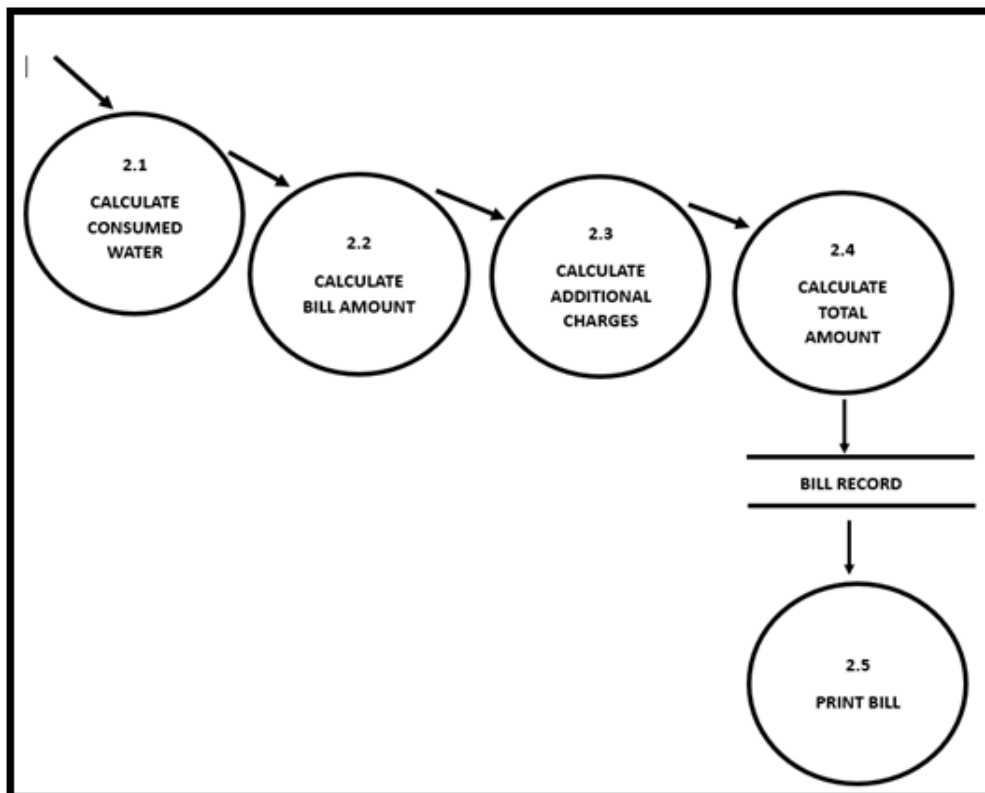 2.1
CALCULATE
CONSUMED
WATER
2.2
CALCULATE
BILL AMOUNT
2.3
CALCULATE
ADDITIONAL
CHARGES
2.4
CALCULATE
TOTAL
AMOUNT
BILL RECORD
2.5
PRINT BILL